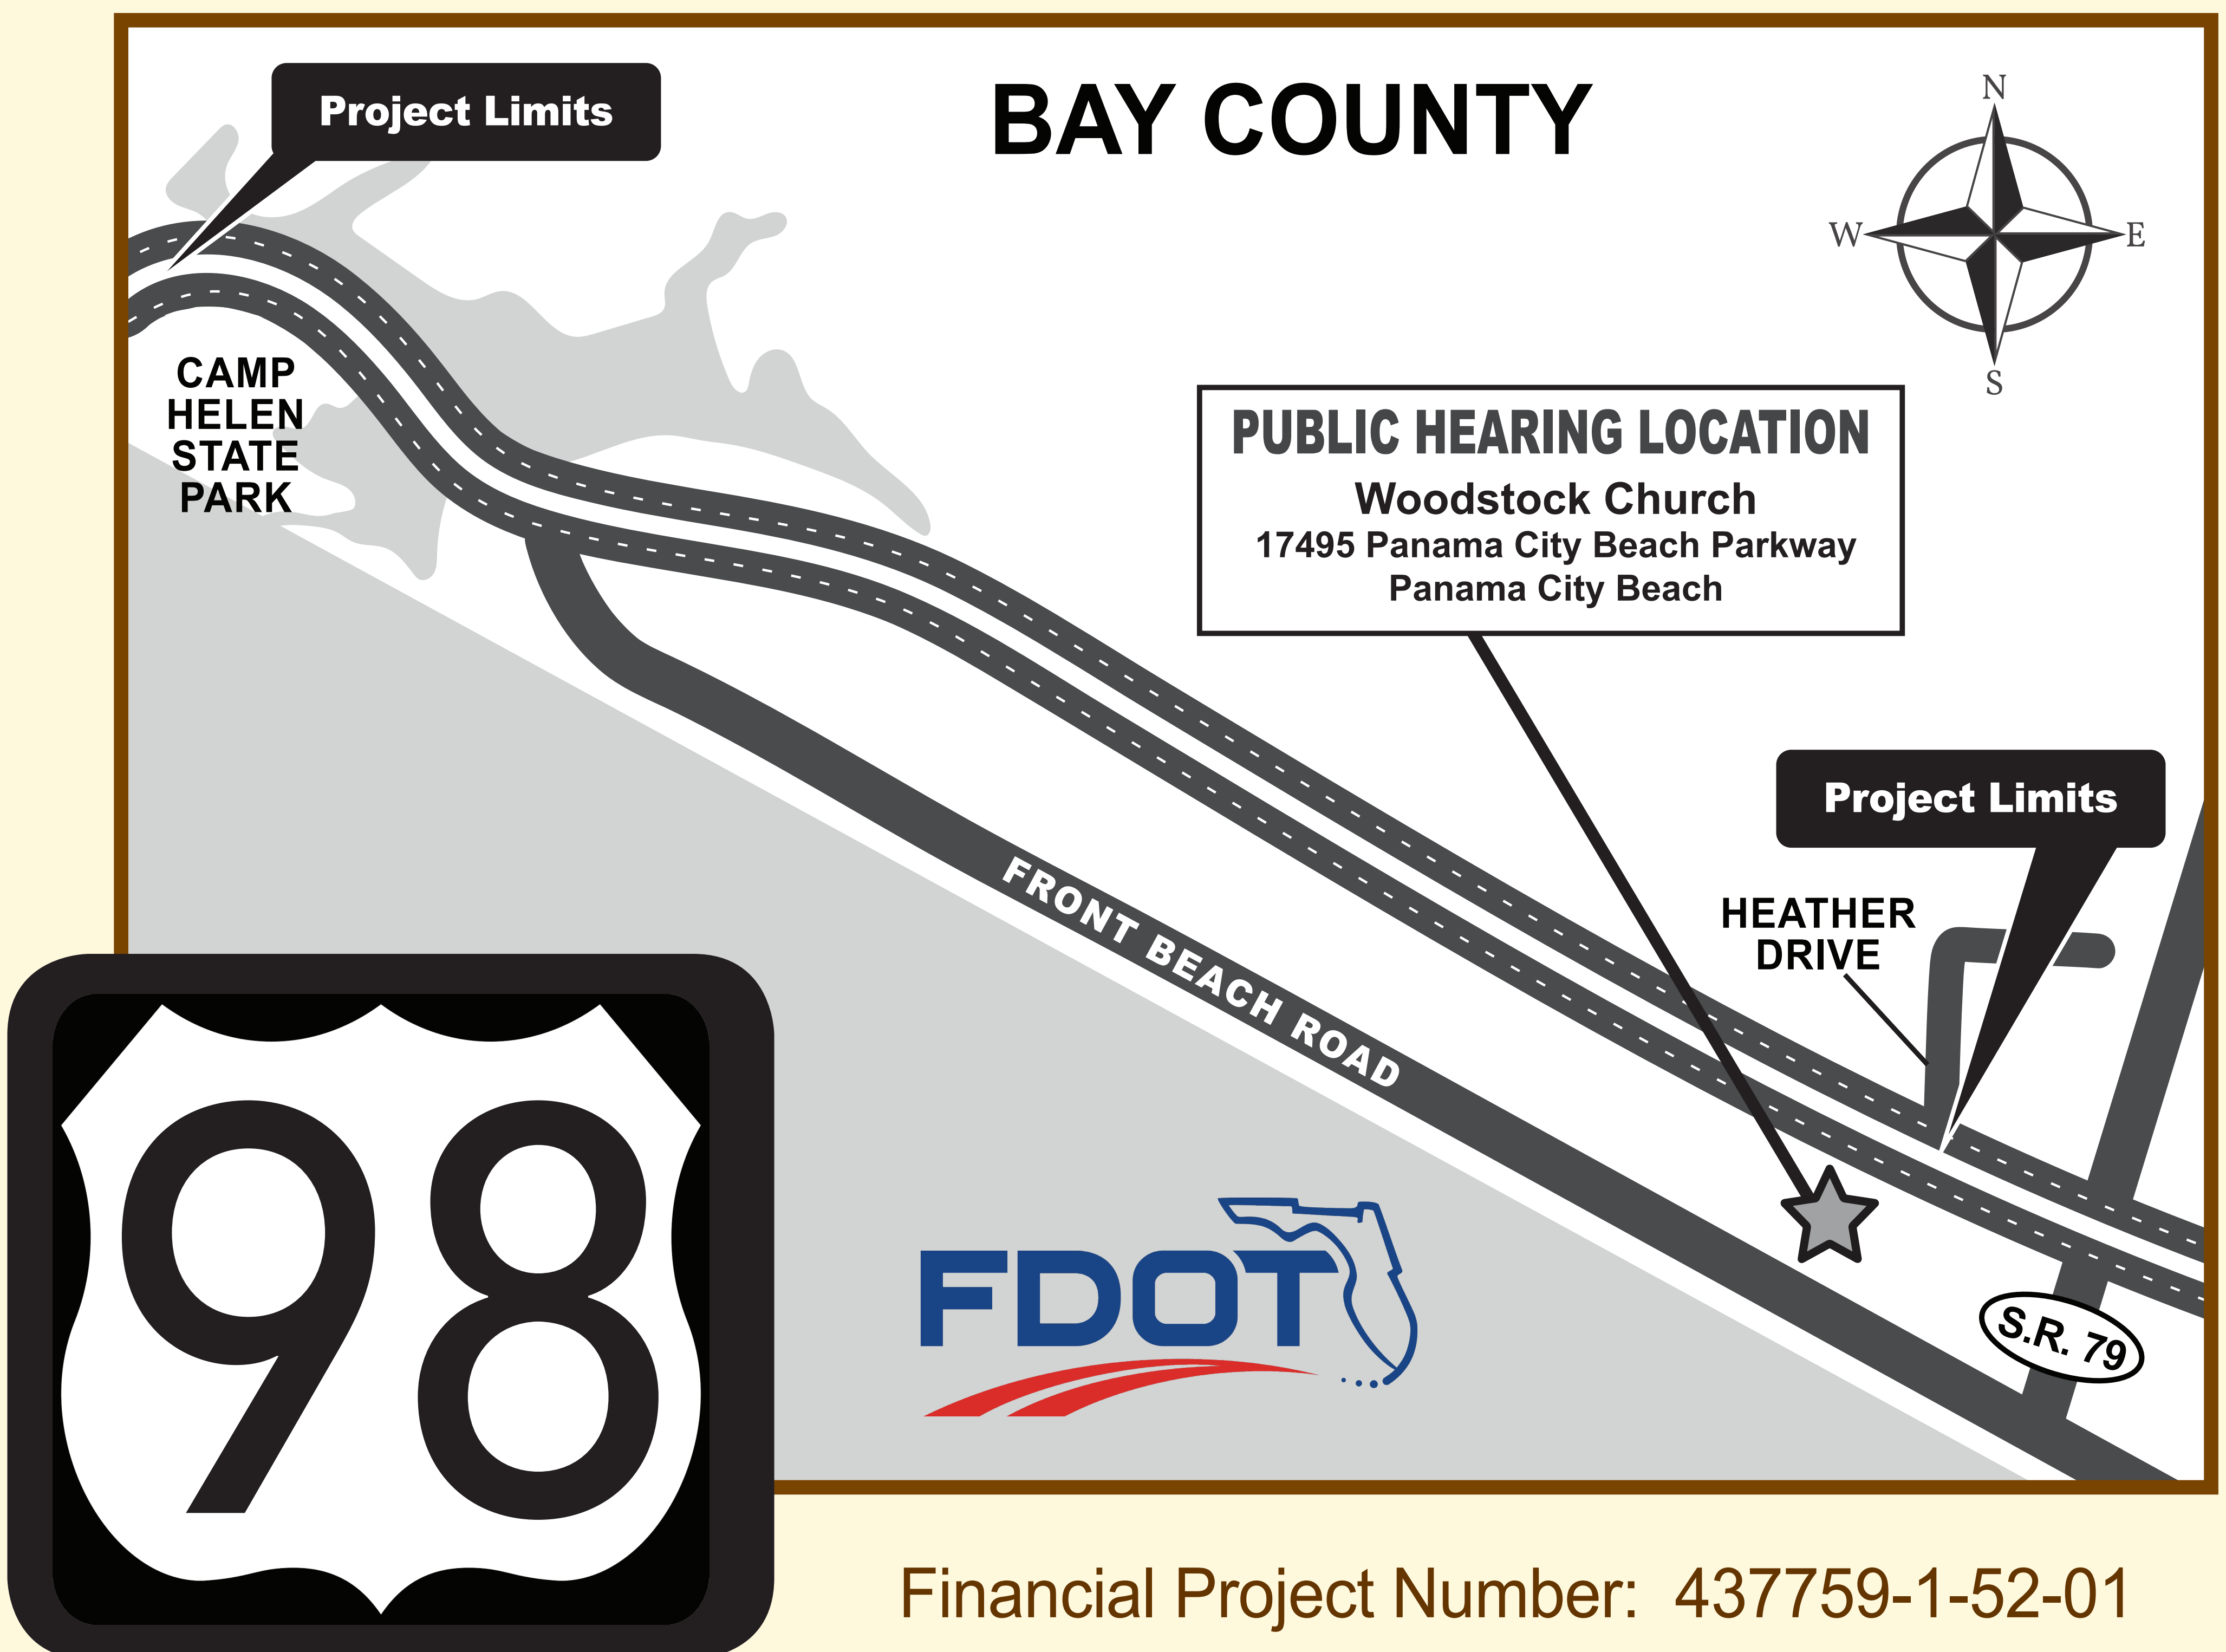 Project Limits
BAY COUNTY
N
W
E
S
CAMP
HELEN
STATE
PARK
PUBLIC HEARING LOCATION
Woodstock Church
17495 Panama City Beach Parkway
Panama City Beach
Project Limits
HEATHER
DRIVE
FRONT BEACH ROAD
S.R. 79
98
FDOT
Financial Project Number: 437759-1-52-01